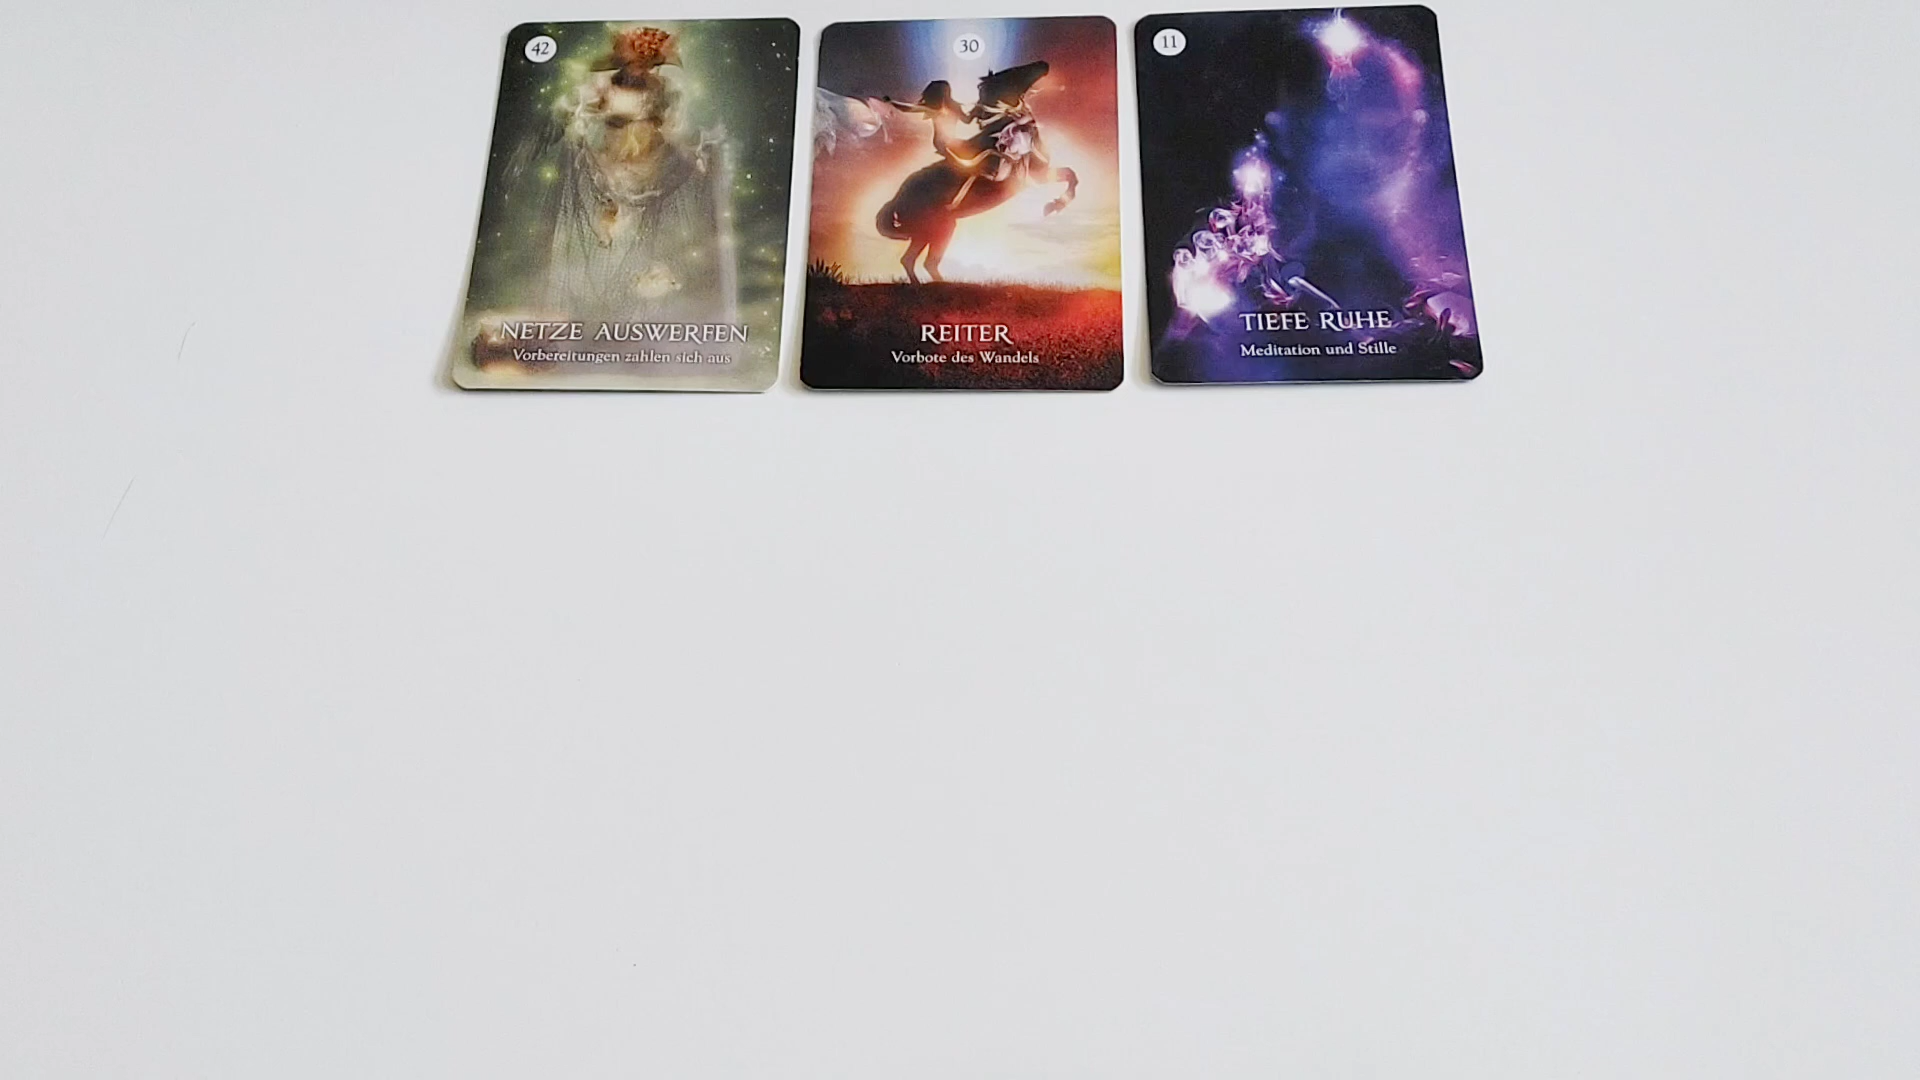 42
NETZE AUSWERFEN
Vorbereitungen zahlen sich aus
30
REITER
Vorbote des Wandels
11
TIEFE RUHE
Meditation und Stille